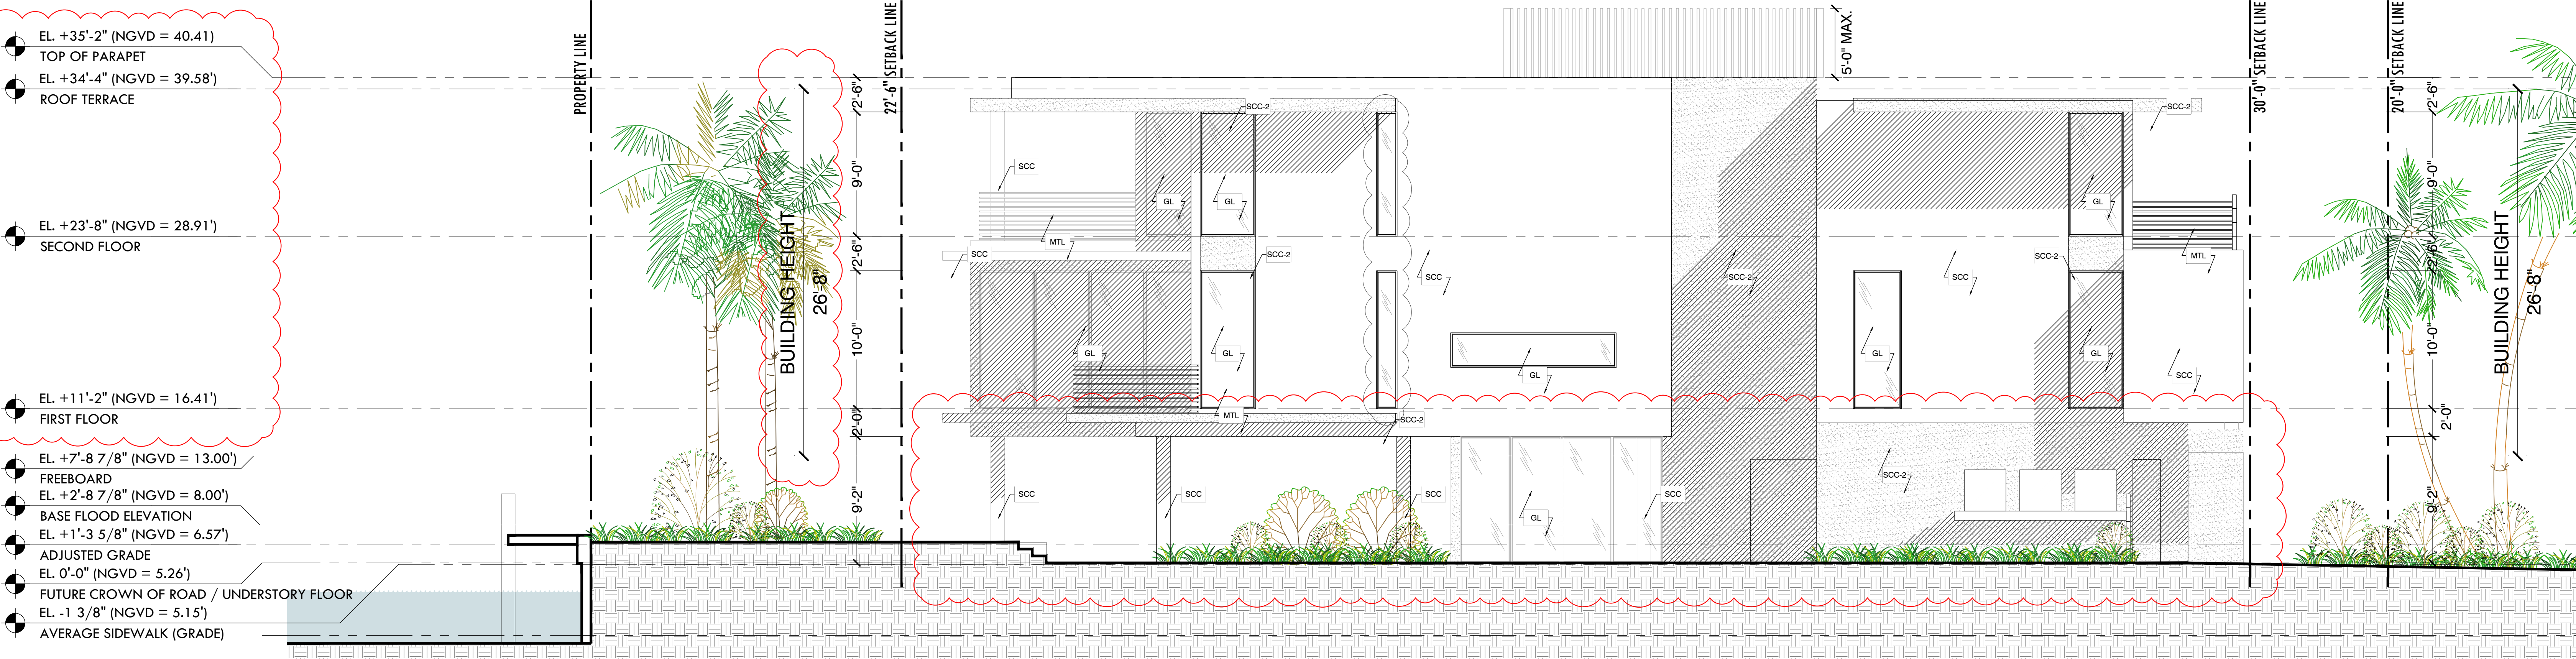 EL. +35'-2" (NGVD = 40.41)
TOP OF PARAPET
EL. +34'-4" (NGVD = 39.58')
ROOF TERRACE
EL. +23'-8" (NGVD = 28.91')
SECOND FLOOR
EL. +11'-2" (NGVD = 16.41')
FIRST FLOOR
EL. +7'-8 7/8" (NGVD = 13.00')
FREEBOARD
EL. +2'-8 7/8" (NGVD = 8.00')
BASE FLOOD ELEVATION
EL. +1'-3 5/8" (NGVD = 6.57')
ADJUSTED GRADE
EL. 0'-0" (NGVD = 5.26')
FUTURE CROWN OF ROAD / UNDERSTORY FLOOR
EL. -1 3/8" (NGVD = 5.15')
AVERAGE SIDEWALK (GRADE)
PROPERTY LINE
BUILDING HEIGHT
26'-8"
2'-6"
9'-0"
2'-6"
10'-0"
2'-0"
9'-2"
22'-6" SETBACK LINE
SCC
MTL
SCC
GL
GL
SCC-2
SCC-2
GL
GL
MTL
SCC
SCC-2
SCC
SCC
SCC
GL
GL
SCC
5'-0" MAX.
SCC-2
SCC
GL
SCC-2
GL
SCC-2
GL
SCC-2
MTL
SCC
30'-0" SETBACK LINE
20'-0" SETBACK LINE
2'-6"
9'-0"
2'-6"
10'-0"
2'-0"
9'-2"
BUILDING HEIGHT
26'-8"